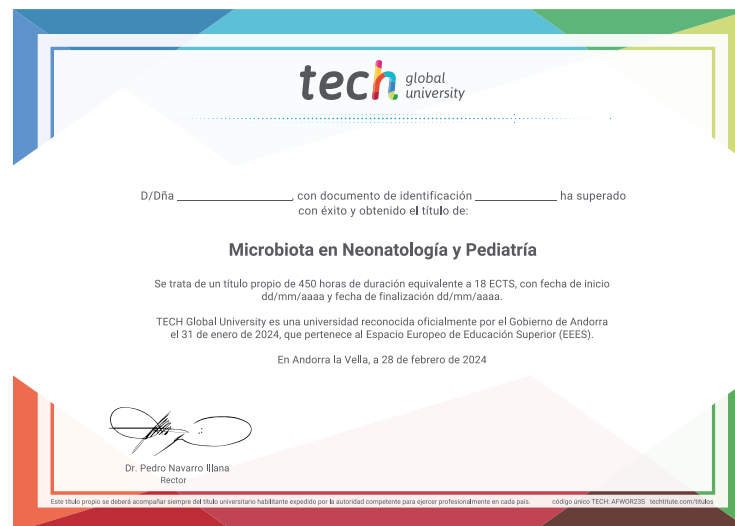 tech global
university
D/Dña ____________________, con documento de identificación ______________ ha superado
con éxito y obtenido el título de:
Microbiota en Neonatología y Pediatría
Se trata de un título propio de 450 horas de duración equivalente a 18 ECTS, con fecha de inicio
dd/mm/aaaa y fecha de finalización dd/mm/aaaa.
TECH Global University es una universidad reconocida oficialmente por el Gobierno de Andorra
el 31 de enero de 2024, que pertenece al Espacio Europeo de Educación Superior (EEES).
En Andorra la Vella, a 28 de febrero de 2024
Dr. Pedro Navarro Illana
Rector
Este título propio se deberá acompañar siempre del título universitario habilitante expedido por la autoridad competente para ejercer profesionalmente en cada país. código único TECH: AFWOR23S techtitute.com/titulos